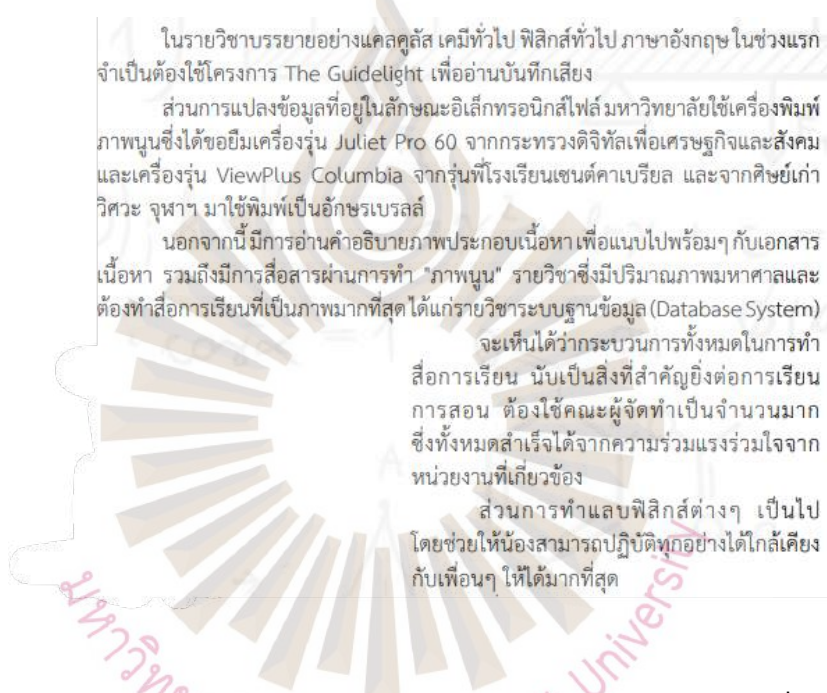 ในรายวิชาบรรยายอย่างแคลคูลัส เคมีทั่วไป ฟิสิกส์ทั่วไป ภาษาอังกฤษ ในช่วงแรก
จำเป็นต้องใช้โครงการ The Guidelight เพื่ออ่านบันทึกเสียง
ส่วนการแปลงข้อมูลที่อยู่ในลักษณะอิเล็กทรอนิกส์ไฟล์ มหาวิทยาลัยใช้เครื่องพิมพ์
ภาพนูนซึ่งได้ขอยืมเครื่องรุ่น Juliet Pro 60 จากกระทรวงดิจิทัลเพื่อเศรษฐกิจและสังคม
และเครื่องรุ่น ViewPlus Columbia จากรุ่นพี่โรงเรียนเซนต์คาเบรียล และจากศิษย์เก่า
วิศวะ จุฬาฯ มาใช้พิมพ์เป็นอักษรเบรลล์
นอกจากนี้ มีการอ่านคำอธิบายภาพประกอบเนื้อหา เพื่อแนบไปพร้อมๆ กับเอกสาร
เนื้อหา รวมถึงมีการสื่อสารผ่านการทำ "ภาพนูน" รายวิชาซึ่งมีปริมาณภาพมหาศาลและ
ต้องทำสื่อการเรียนที่เป็นภาพมากที่สุด ได้แก่รายวิชาระบบฐานข้อมูล (Database System)
จะเห็นได้ว่ากระบวนการทั้งหมดในการทำ
สื่อการเรียน นับเป็นสิ่งที่สำคัญยิ่งต่อการเรียน
การสอน ต้องใช้คณะผู้จัดทำเป็นจำนวนมาก
ซึ่งทั้งหมดสำเร็จได้จากความร่วมแรงร่วมใจจาก
หน่วยงานที่เกี่ยวข้อง
ส่วนการทำแลบฟิสิกส์ต่างๆ เป็นไป
โดยช่วยให้น้องสามารถปฏิบัติทุกอย่างได้ใกล้เคียง
กับเพื่อนๆ ให้ได้มากที่สุด